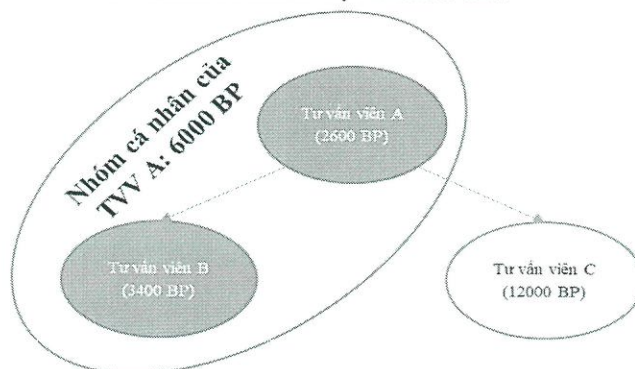 Nhóm cá nhân của
TVV A: 6000 BP
Tư vấn viên A
(2600 BP)
Tư vấn viên B
(3400 BP)
Tư vấn viên C
(12000 BP)